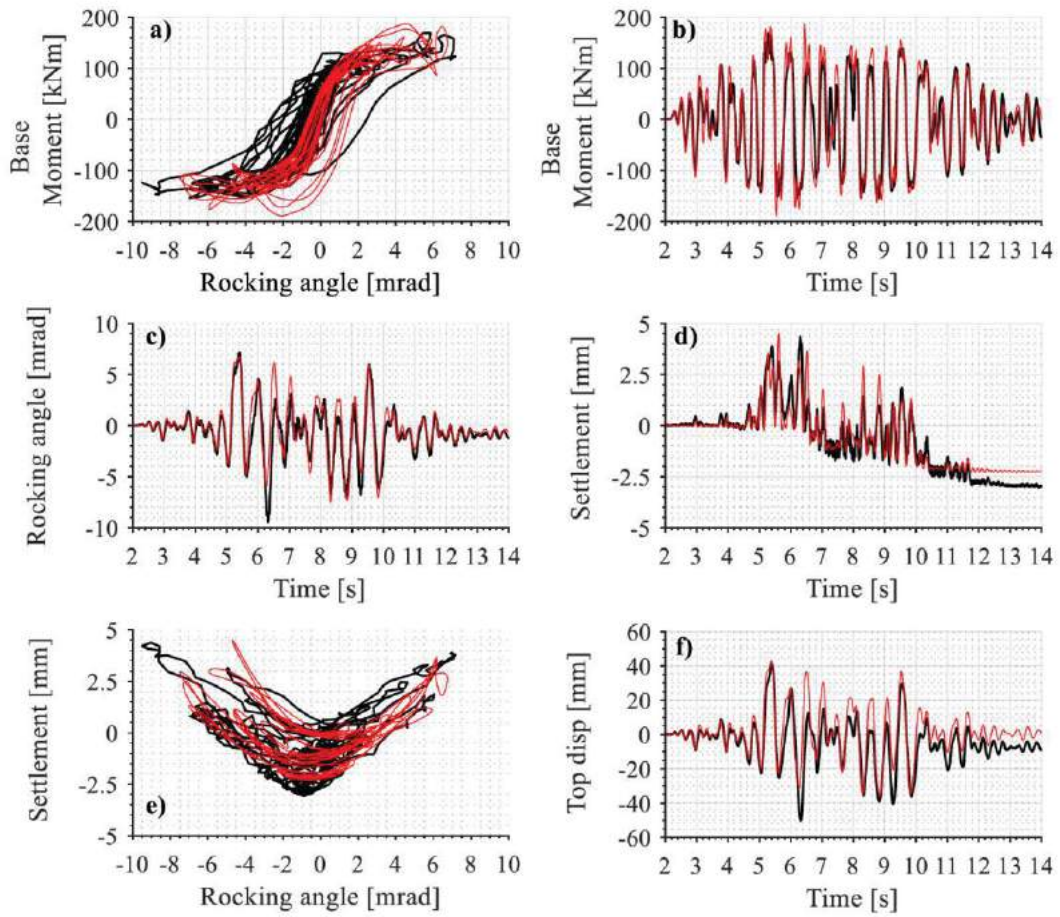 a)
200
100
0
-100
-200
Base
Moment [kNm]
-10 -8 -6 -4 -2 0 2 4 6 8 10
Rocking angle [mrad]
b)
200
100
0
-100
-200
Base
Moment [kNm]
2 3 4 5 6 7 8 9 10 11 12 13 14
Time [s]
c)
10
5
0
-5
-10
Rocking angle [mrad]
2 3 4 5 6 7 8 9 10 11 12 13 14
Time [s]
d)
5
2.5
0
-2.5
-5
Settlement [mm]
2 3 4 5 6 7 8 9 10 11 12 13 14
Time [s]
e)
5
2.5
0
-2.5
-5
Settlement [mm]
-10 -8 -6 -4 -2 0 2 4 6 8 10
Rocking angle [mrad]
f)
60
40
20
0
-20
-40
-60
Top disp [mm]
2 3 4 5 6 7 8 9 10 11 12 13 14
Time [s]